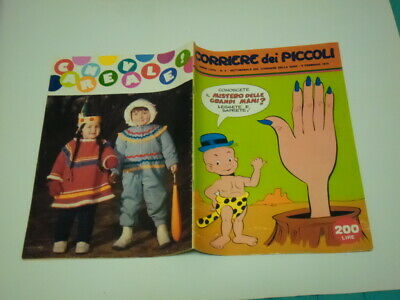 CARNEVALE
CORRIERE dei PICCOLI
CONOSCETE
IL MISTERO DELLE
GRANDI MANI?
LEGGETE E
SAPRETE!
200
LIRE